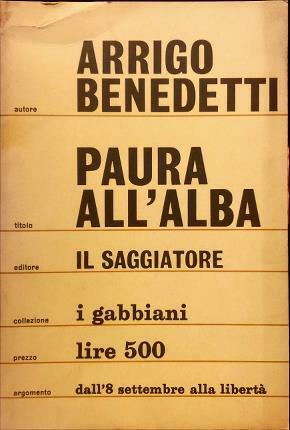 autore ARRIGO
BENEDETTI
titolo PAURA
ALL'ALBA
editore IL SAGGIATORE
collezione i gabbiani
prezzo lire 500
argomento dall'8 settembre alla libertà